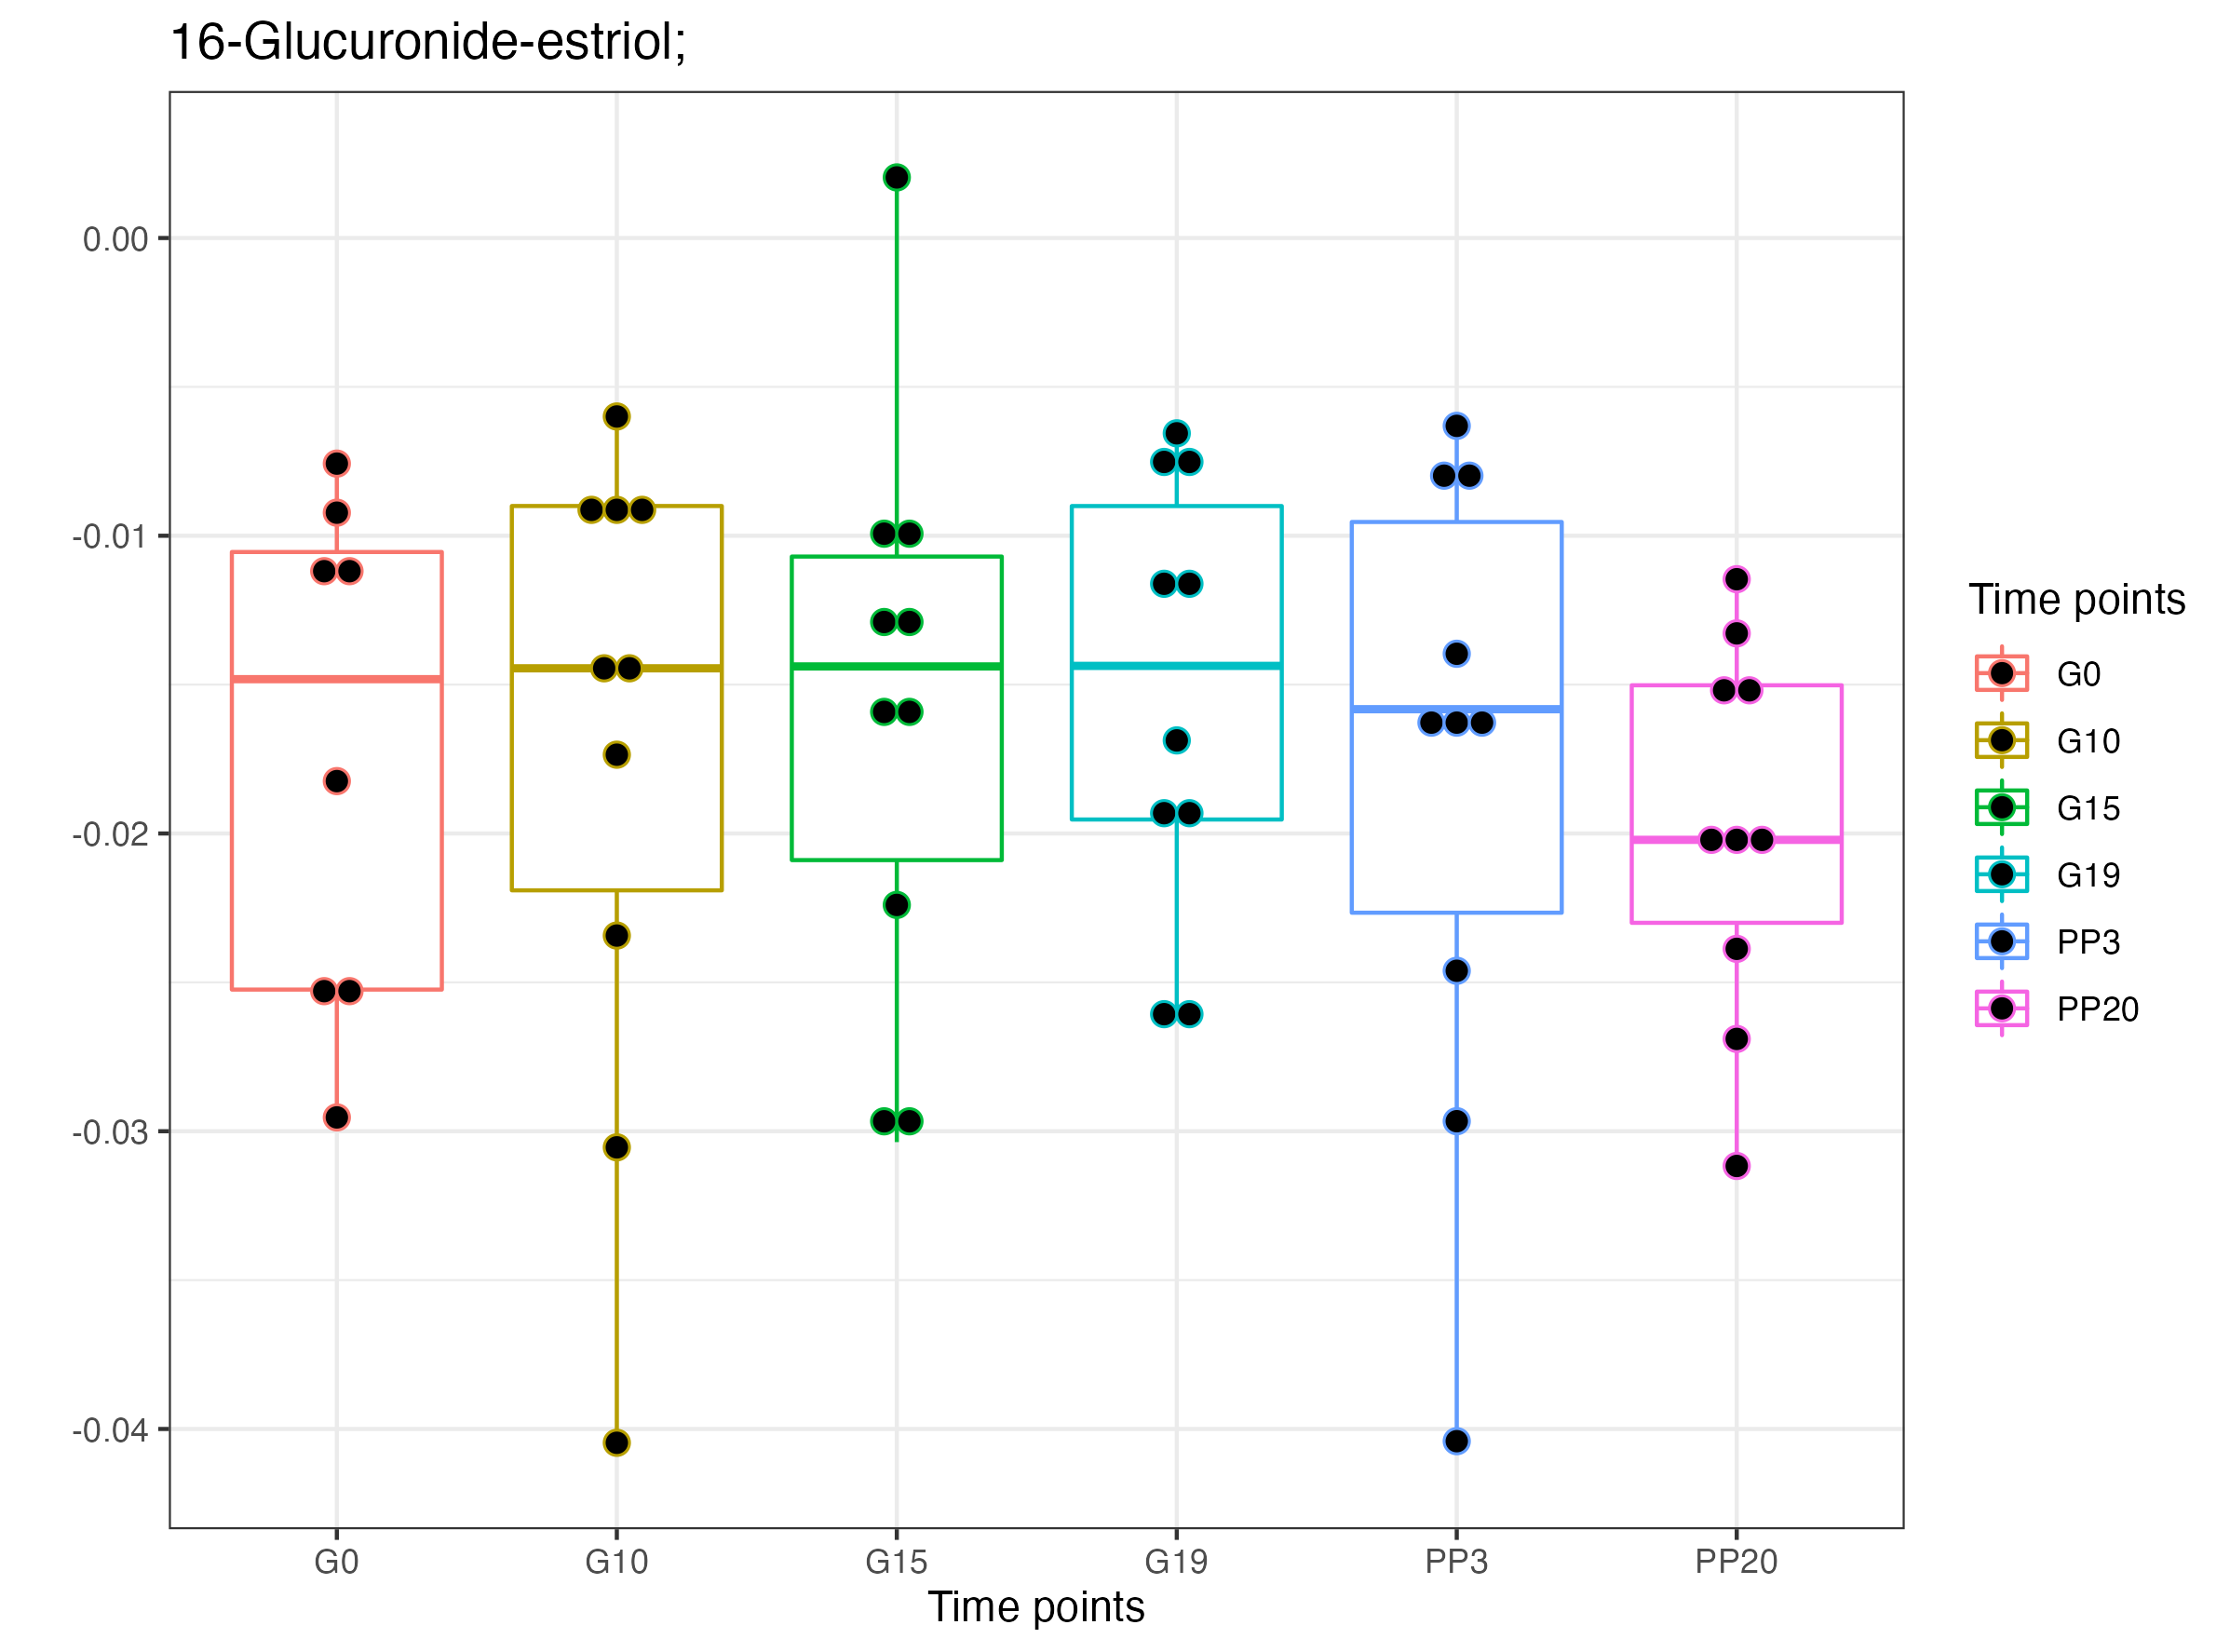 16-Glucuronide-estriol;
0.00
-0.01
-0.02
-0.03
-0.04
G0 G10 G15 G19 PP3 PP20
Time points
Time points
G0
G10
G15
G19
PP3
PP20